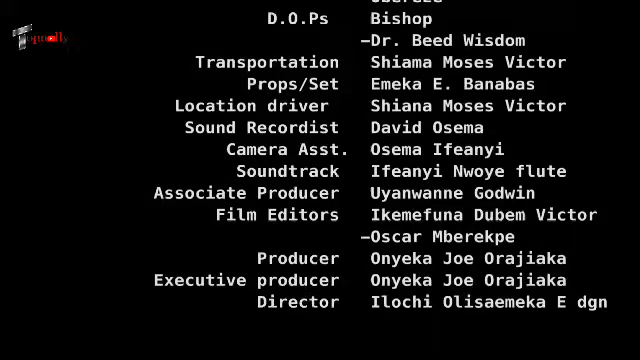 D.O.Ps Bishop
-Dr. Beed Wisdom
Transportation Shiama Moses Victor
Props/Set Emeka E. Banabas
Location driver Shiana Moses Victor
Sound Recordist David Osema
Camera Asst. Osema Ifeanyi
Soundtrack Ifeanyi Nwoye flute
Associate Producer Uyanwanne Godwin
Film Editors Ikemefuna Dubem Victor
-Oscar Mberekpe
Producer Onyeka Joe Orajiaka
Executive producer Onyeka Joe Orajiaka
Director Ilochi Olisaemeka E dgn